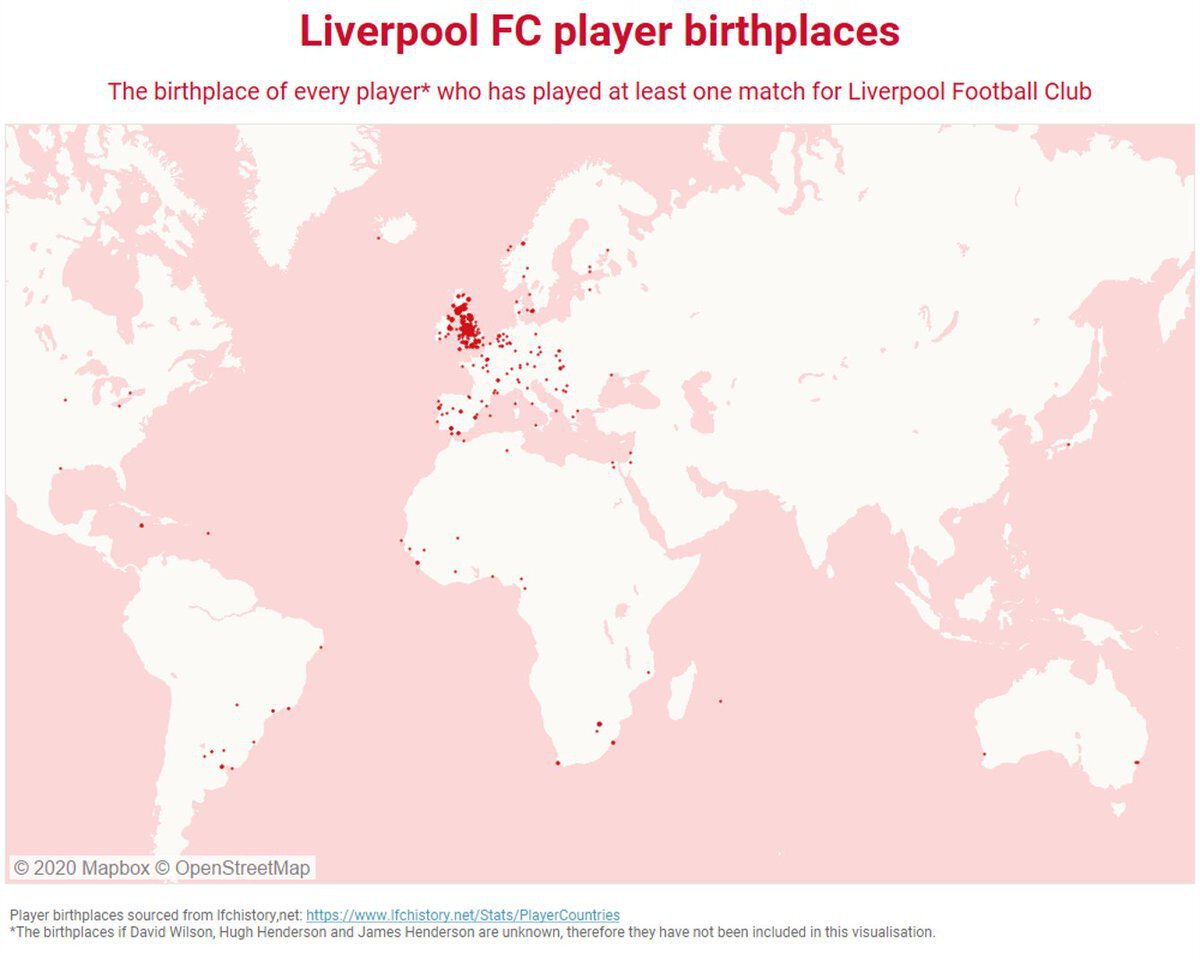 Liverpool FC player birthplaces
The birthplace of every player* who has played at least one match for Liverpool Football Club
© 2020 Mapbox © OpenStreetMap
Player birthplaces sourced from lfchistory,net: https://www.lfchistory.net/Stats/PlayerCountries
*The birthplaces if David Wilson, Hugh Henderson and James Henderson are unknown, therefore they have not been included in this visualisation.